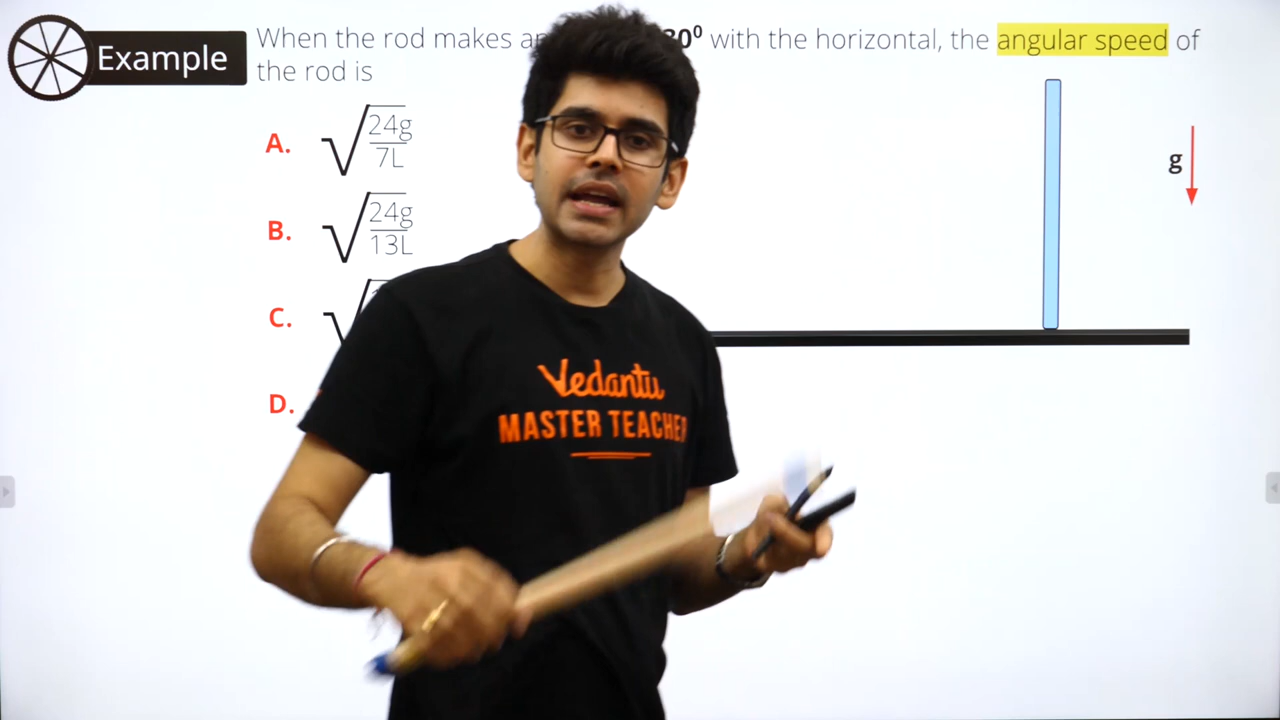 Example
When the rod makes an 30⁰ with the horizontal, the angular speed of
the rod is
A. √(24g/7L)
B. √(24g/13L)
C.
D.
g
Vedantu
MASTER TEACHER